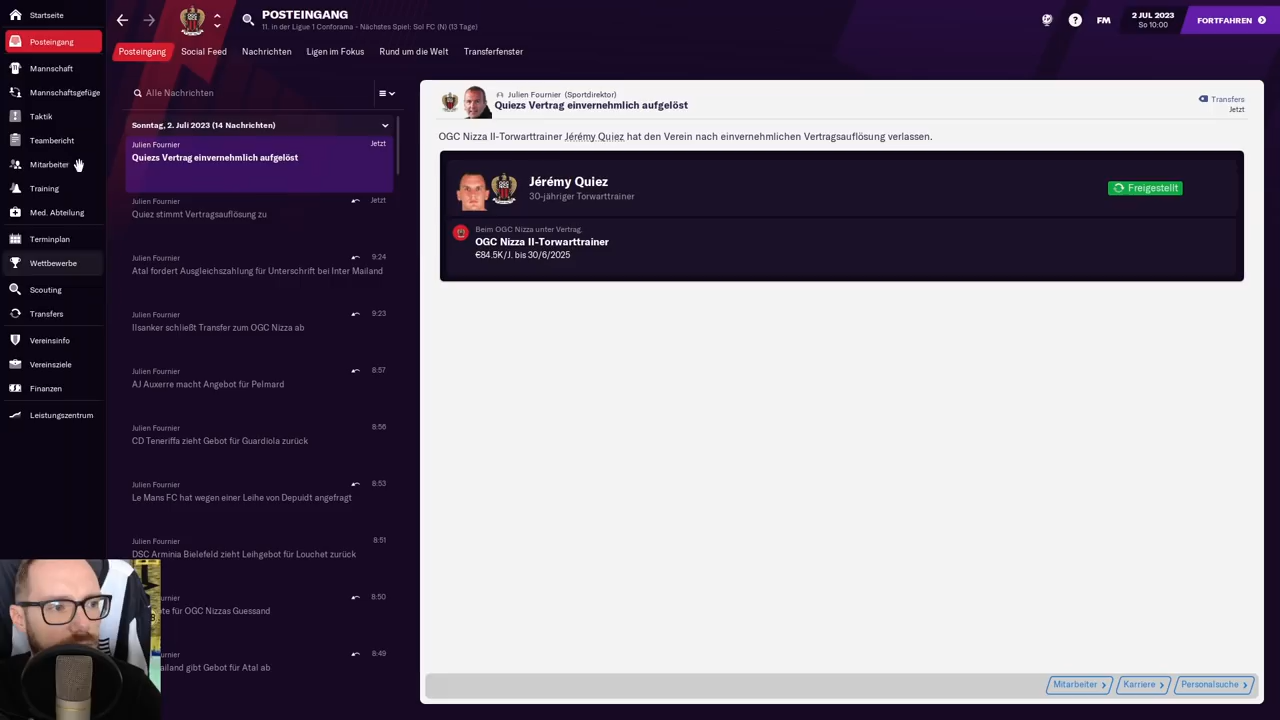 Startseite
Posteingang
Mannschaft
Mannschaftsgefüge
Taktik
Teambericht
Mitarbeiter
Training
Med. Abteilung
Terminplan
Wettbewerbe
Scouting
Transfers
Vereinsinfo
Vereinsziele
Finanzen
Leistungszentrum
POSTEINGANG
11. in der Ligue 1 Conforama - Nächstes Spiel: Sol FC (N) (13 Tage)
FM
2 JUL 2023
So 10:00
FORTFAHREN
Posteingang Social Feed Nachrichten Ligen im Fokus Rund um die Welt Transferfenster
Alle Nachrichten
Sonntag, 2. Juli 2023 (14 Nachrichten)
Julien Fournier Jetzt
Quiezs Vertrag einvernehmlich aufgelöst
Julien Fournier Jetzt
Quiez stimmt Vertragsauflösung zu
Julien Fournier 9:24
Atal fordert Ausgleichszahlung für Unterschrift bei Inter Mailand
Julien Fournier 9:23
Ilsanker schließt Transfer zum OGC Nizza ab
Julien Fournier 8:57
AJ Auxerre macht Angebot für Pelmard
Julien Fournier 8:56
CD Teneriffa zieht Gebot für Guardiola zurück
Julien Fournier 8:53
Le Mans FC hat wegen einer Leihe von Depuidt angefragt
Julien Fournier 8:51
DSC Arminia Bielefeld zieht Leihgebot für Louchet zurück
8:50
für OGC Nizzas Guessand
8:49
gibt Gebot für Atal ab
Julien Fournier (Sportdirektor)
Quiezs Vertrag einvernehmlich aufgelöst
Transfers
Jetzt
OGC Nizza II-Torwarttrainer Jérémy Quiez hat den Verein nach einvernehmlichen Vertragsauflösung verlassen.
Jérémy Quiez
30-jähriger Torwarttrainer
Freigestellt
Beim OGC Nizza unter Vertrag.
OGC Nizza II-Torwarttrainer
€84.5K/J. bis 30/6/2025
Mitarbeiter Karriere Personalsuche